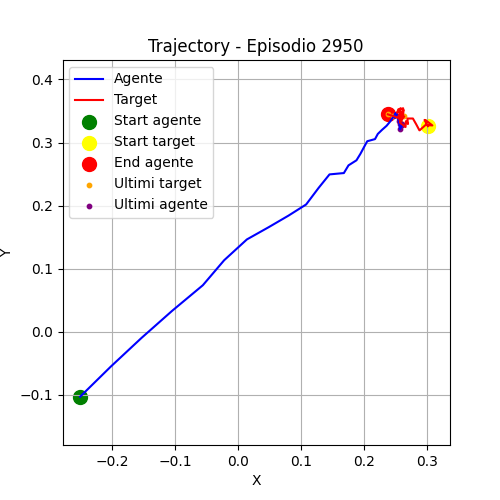 Trajectory - Episodio 2950
Agente
Target
Start agente
Start target
End agente
Ultimi target
Ultimi agente
0.4
0.3
0.2
0.1
0.0
−0.1
Y
−0.2
−0.1
0.0
0.1
0.2
0.3
X